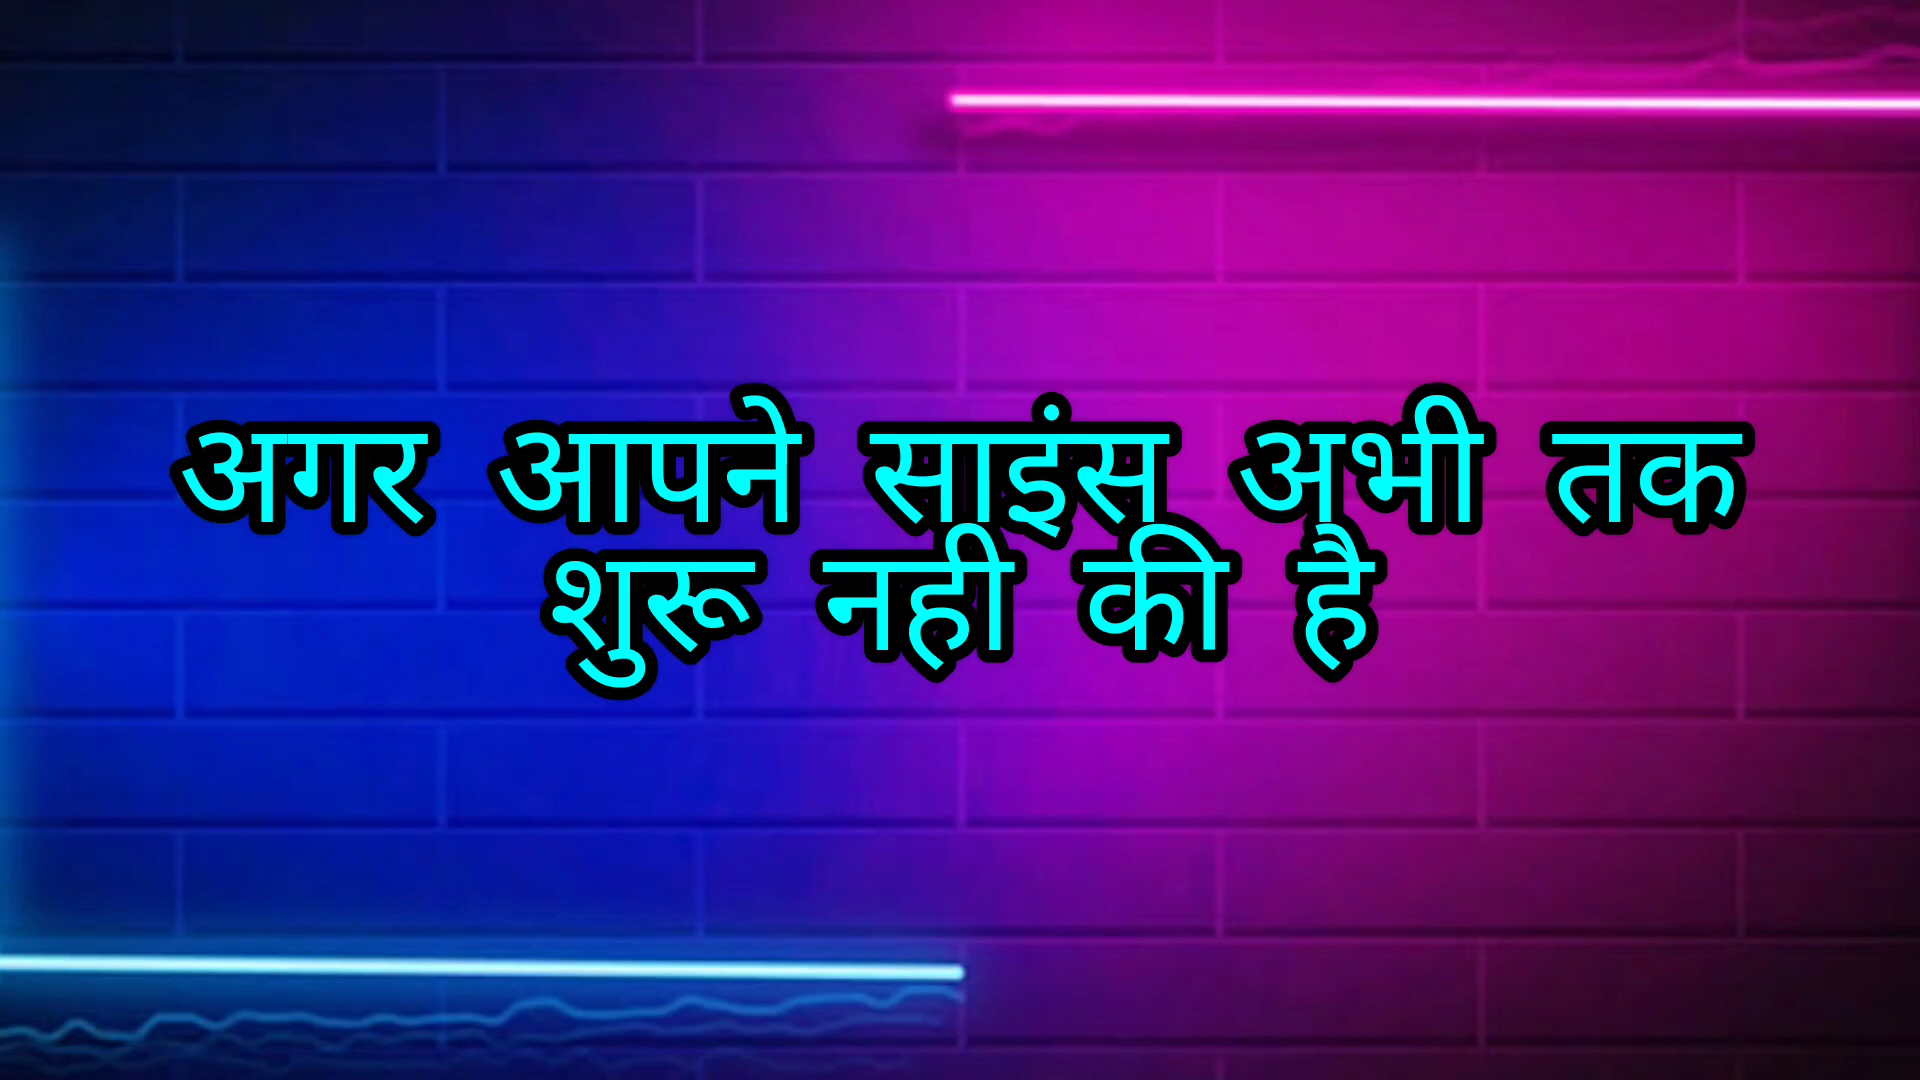 अगर आपने साइंस अभी तक
शुरू नही की है